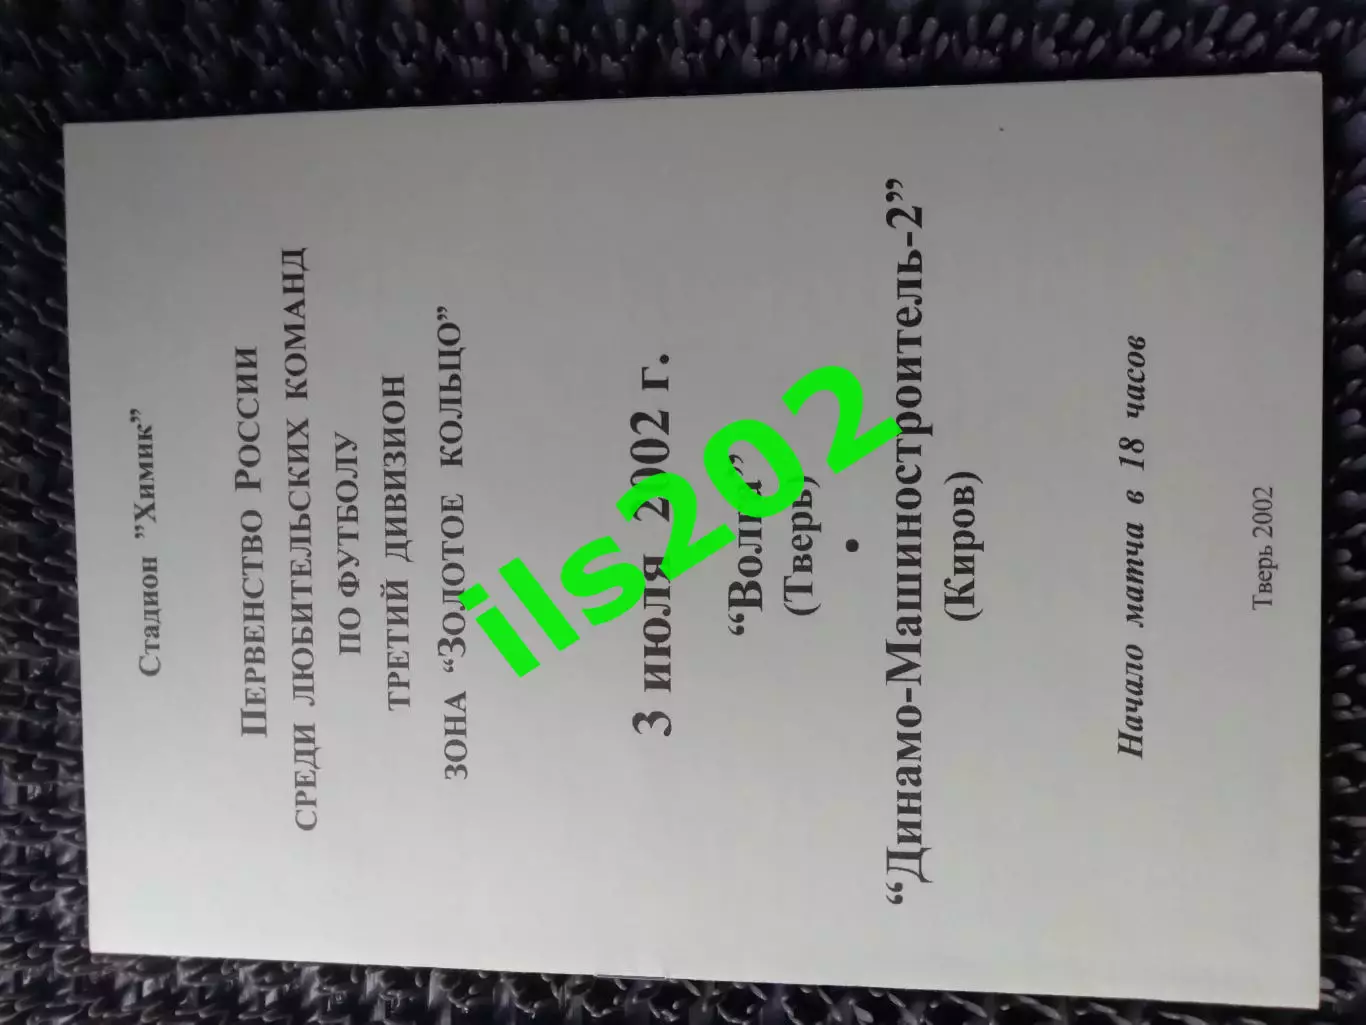 Стадион "Химик"
Первенство России
среди любительских команд
по футболу
третий дивизион
зона “Золотое кольцо”
3 июля 2002 г.
“Волга”
(Тверь)
•
“Динамо-Машиностроитель-2”
(Киров)
Начало матча в 18 часов
Тверь 2002
ils202